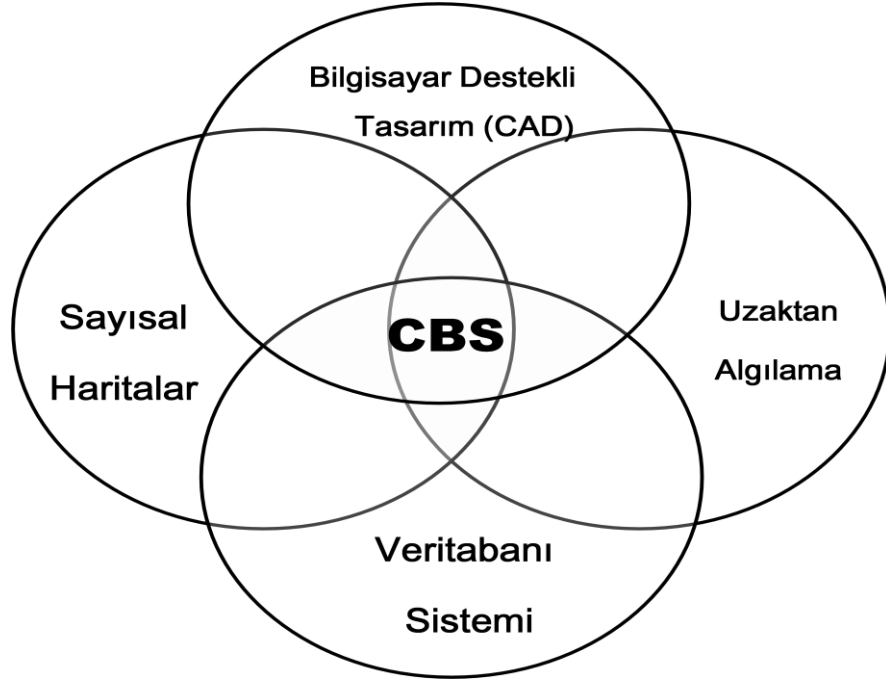 Bilgisayar Destekli
Tasarım (CAD)
Sayısal
Haritalar
CBS
Uzaktan
Algılama
Veritabanı
Sistemi